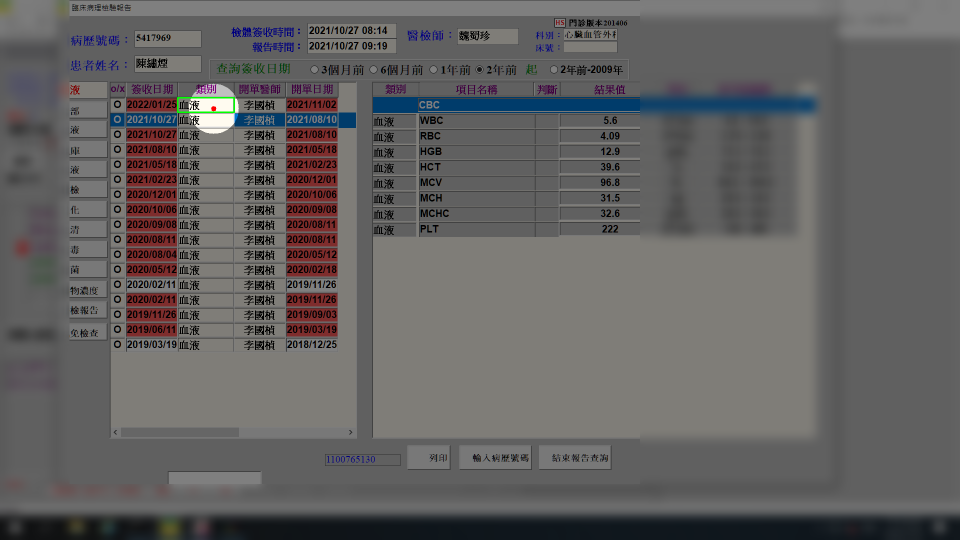 臨床病理檢驗報告
HS 門診版本201406
病歷號碼： 5417969 檢體簽收時間： 2021/10/27 08:14 醫檢師： 魏蜀珍 科別： 心臟血管外科
報告時間： 2021/10/27 09:19 床號：
患者姓名： 陳繡煙 查詢簽收日期 3個月前 6個月前 1年前 2年前 起 2年前-2009年
液 o/x 簽收日期 類別 開單醫師 開單日期 類別 項目名稱 判斷 結果值
O 2022/01/25 血液 李國楨 2021/11/02 CBC
部 O 2021/10/27 血液 李國楨 2021/08/10 血液 WBC 5.6
液 O 2021/10/27 血液 李國楨 2021/08/10 血液 RBC 4.09
庫 O 2021/08/10 血液 李國楨 2021/05/18 血液 HGB 12.9
液 O 2021/05/18 血液 李國楨 2021/02/23 血液 HCT 39.6
檢 O 2021/02/23 血液 李國楨 2020/12/01 血液 MCV 96.8
O 2020/12/01 血液 李國楨 2020/10/06 血液 MCH 31.5
化 O 2020/10/06 血液 李國楨 2020/09/08 血液 MCHC 32.6
清 O 2020/09/08 血液 李國楨 2020/08/11 血液 PLT 222
O 2020/08/11 血液 李國楨 2020/08/11
毒 O 2020/08/04 血液 李國楨 2020/05/12
菌 O 2020/05/12 血液 李國楨 2020/02/18
物濃度 O 2020/02/11 血液 李國楨 2019/11/26
O 2020/02/11 血液 李國楨 2019/11/26
檢報告 O 2019/11/26 血液 李國楨 2019/09/03
免檢查 O 2019/06/11 血液 李國楨 2019/03/19
O 2019/03/19 血液 李國楨 2018/12/25
1100765130 列印 輸入病歷號碼 結束報告查詢